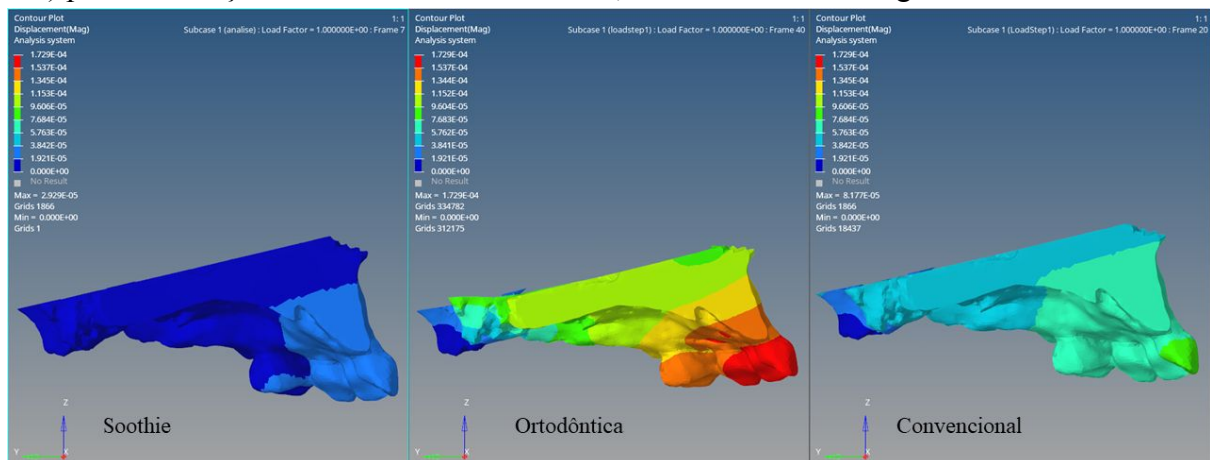 Contour Plot
Displacement(Mag)
Analysis system
1.729E-04
1.537E-04
1.345E-04
1.153E-04
9.606E-05
7.684E-05
5.763E-05
3.842E-05
1.921E-05
0.000E+00
No Result
Max = 2.929E-05
Grids 1866
Min = 0.000E+00
Grids 1
1: 1
Subcase 1 (analise) : Load Factor = 1.000000E+00 : Frame 7
Z
Y
X
Soothie
Contour Plot
Displacement(Mag)
Analysis system
1.729E-04
1.537E-04
1.344E-04
1.152E-04
9.604E-05
7.683E-05
5.762E-05
3.841E-05
1.921E-05
0.000E+00
No Result
Max = 1.729E-04
Grids 334782
Min = 0.000E+00
Grids 312175
1: 1
Subcase 1 (loadstep1) : Load Factor = 1.000000E+00 : Frame 40
Z
Y
X
Ortodôntica
Contour Plot
Displacement(Mag)
Analysis system
1.729E-04
1.537E-04
1.345E-04
1.153E-04
9.606E-05
7.684E-05
5.763E-05
3.842E-05
1.921E-05
0.000E+00
No Result
Max = 8.177E-05
Grids 1866
Min = 0.000E+00
Grids 18437
1: 1
Subcase 1 (LoadStep1) : Load Factor = 1.000000E+00 : Frame 20
Z
Y
X
Convencional